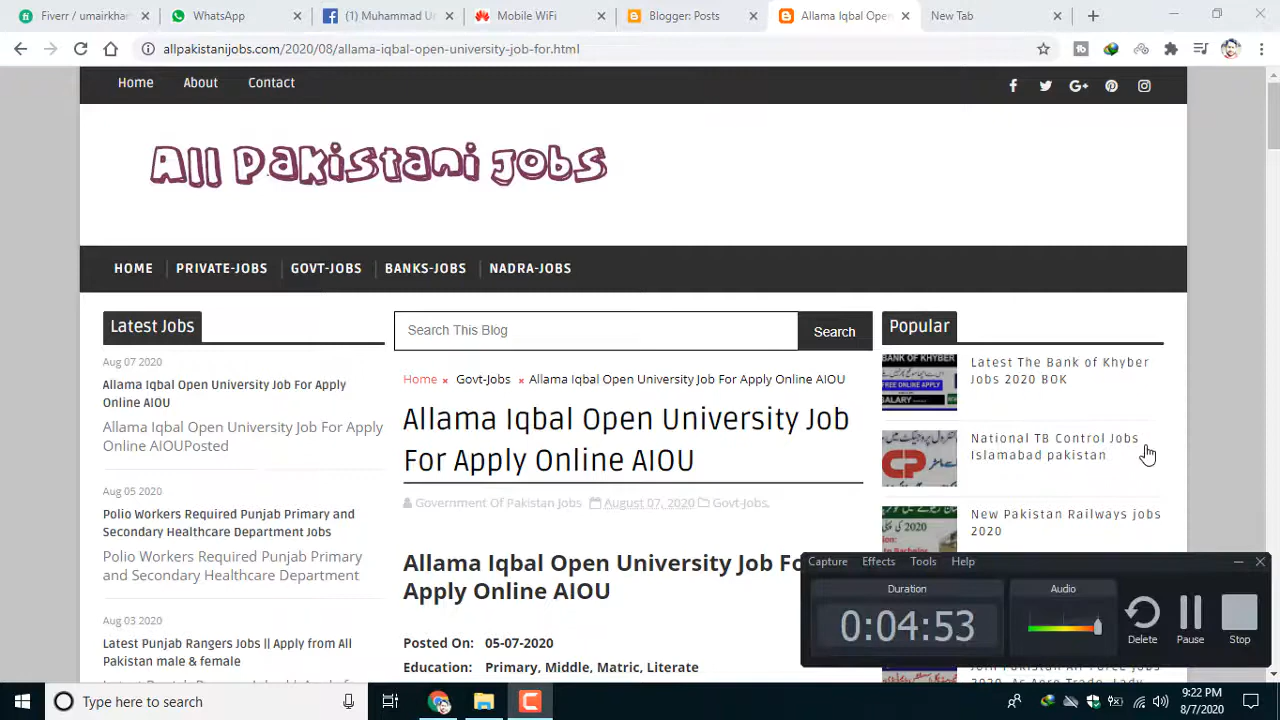 Fiverr / umairkhan
WhatsApp
(1) Muhammad U
Mobile WiFi
Blogger: Posts
Allama Iqbal Open
New Tab
allpakistanijobs.com/2020/08/allama-iqbal-open-university-job-for.html
Home About Contact
All Pakistani Jobs
HOME PRIVATE-JOBS GOVT-JOBS BANKS-JOBS NADRA-JOBS
Latest Jobs
Aug 07 2020
Allama Iqbal Open University Job For Apply
Online AIOU
Allama Iqbal Open University Job For Apply
Online AIOUPosted
Aug 05 2020
Polio Workers Required Punjab Primary and
Secondary Healthcare Department Jobs
Polio Workers Required Punjab Primary
and Secondary Healthcare Department
Aug 03 2020
Latest Punjab Rangers Jobs || Apply from All
Pakistan male & female
Search This Blog
Search
Home × Govt-Jobs × Allama Iqbal Open University Job For Apply Online AIOU
Allama Iqbal Open University Job
For Apply Online AIOU
Government Of Pakistan Jobs August 07, 2020 Govt-Jobs,
Allama Iqbal Open University Job Fo
Apply Online AIOU
Posted On: 05-07-2020
Education: Primary, Middle, Matric, Literate
Popular
BANK OF KHYBER
FREE ONLINE APPLY
SALARY
Latest The Bank of Khyber
Jobs 2020 BOK
National TB Control Jobs
Islamabad pakistan
New Pakistan Railways jobs
2020
Capture Effects Tools Help
Duration
0:04:53
Audio
Delete
Pause
Stop
Type here to search
9:22 PM
8/7/2020